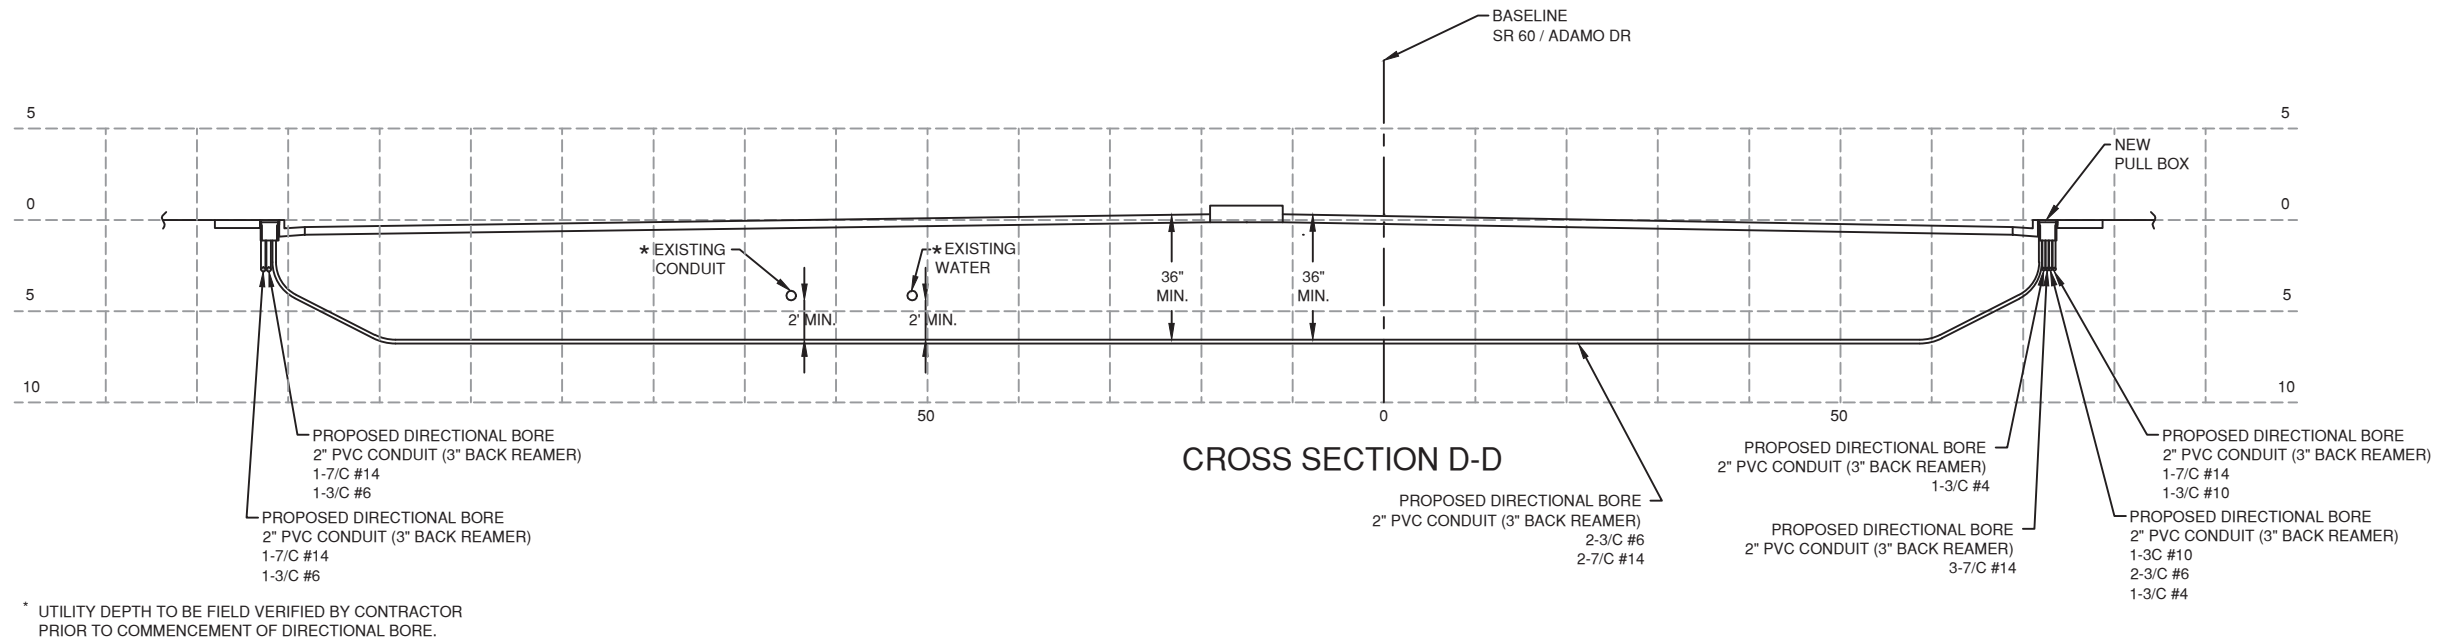 BASELINE
SR 60 / ADAMO DR
5
5
NEW
PULL BOX
0
0
* EXISTING
CONDUIT
* EXISTING
WATER
36"
MIN.
36"
MIN.
5
5
2' MIN.
2' MIN.
10
10
50
0
50
CROSS SECTION D-D
PROPOSED DIRECTIONAL BORE
2" PVC CONDUIT (3" BACK REAMER)
1-7/C #14
1-3/C #6
PROPOSED DIRECTIONAL BORE
2" PVC CONDUIT (3" BACK REAMER)
1-7/C #14
1-3/C #6
PROPOSED DIRECTIONAL BORE
2" PVC CONDUIT (3" BACK REAMER)
2-3/C #6
2-7/C #14
PROPOSED DIRECTIONAL BORE
2" PVC CONDUIT (3" BACK REAMER)
1-3/C #4
PROPOSED DIRECTIONAL BORE
2" PVC CONDUIT (3" BACK REAMER)
3-7/C #14
PROPOSED DIRECTIONAL BORE
2" PVC CONDUIT (3" BACK REAMER)
1-7/C #14
1-3/C #10
PROPOSED DIRECTIONAL BORE
2" PVC CONDUIT (3" BACK REAMER)
1-3C #10
2-3/C #6
1-3/C #4
* UTILITY DEPTH TO BE FIELD VERIFIED BY CONTRACTOR
PRIOR TO COMMENCEMENT OF DIRECTIONAL BORE.